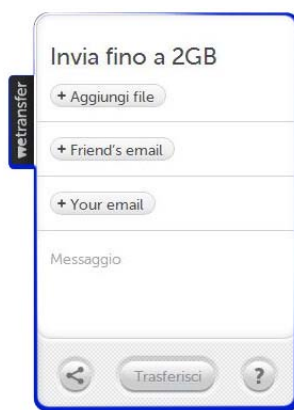 Invia fino a 2GB
+ Aggiungi file
wetransfer
+ Friend's email
+ Your email
Messaggio
Trasferisci
?